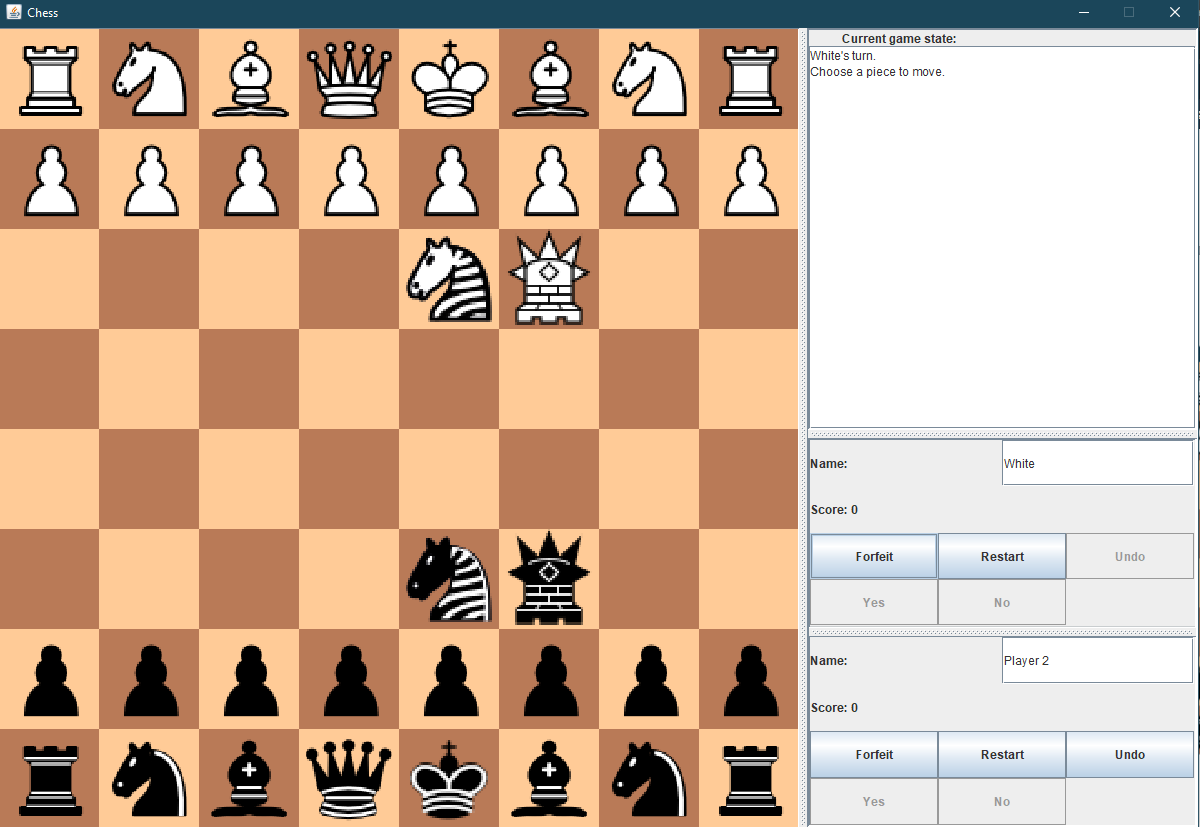 Chess
Current game state:
White's turn.
Choose a piece to move.
Name:
White
Score: 0
Forfeit
Restart
Undo
Yes
No
Name:
Player 2
Score: 0
Forfeit
Restart
Undo
Yes
No